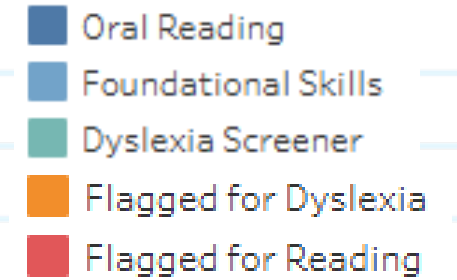 Oral Reading
Foundational Skills
Dyslexia Screener
Flagged for Dyslexia
Flagged for Reading